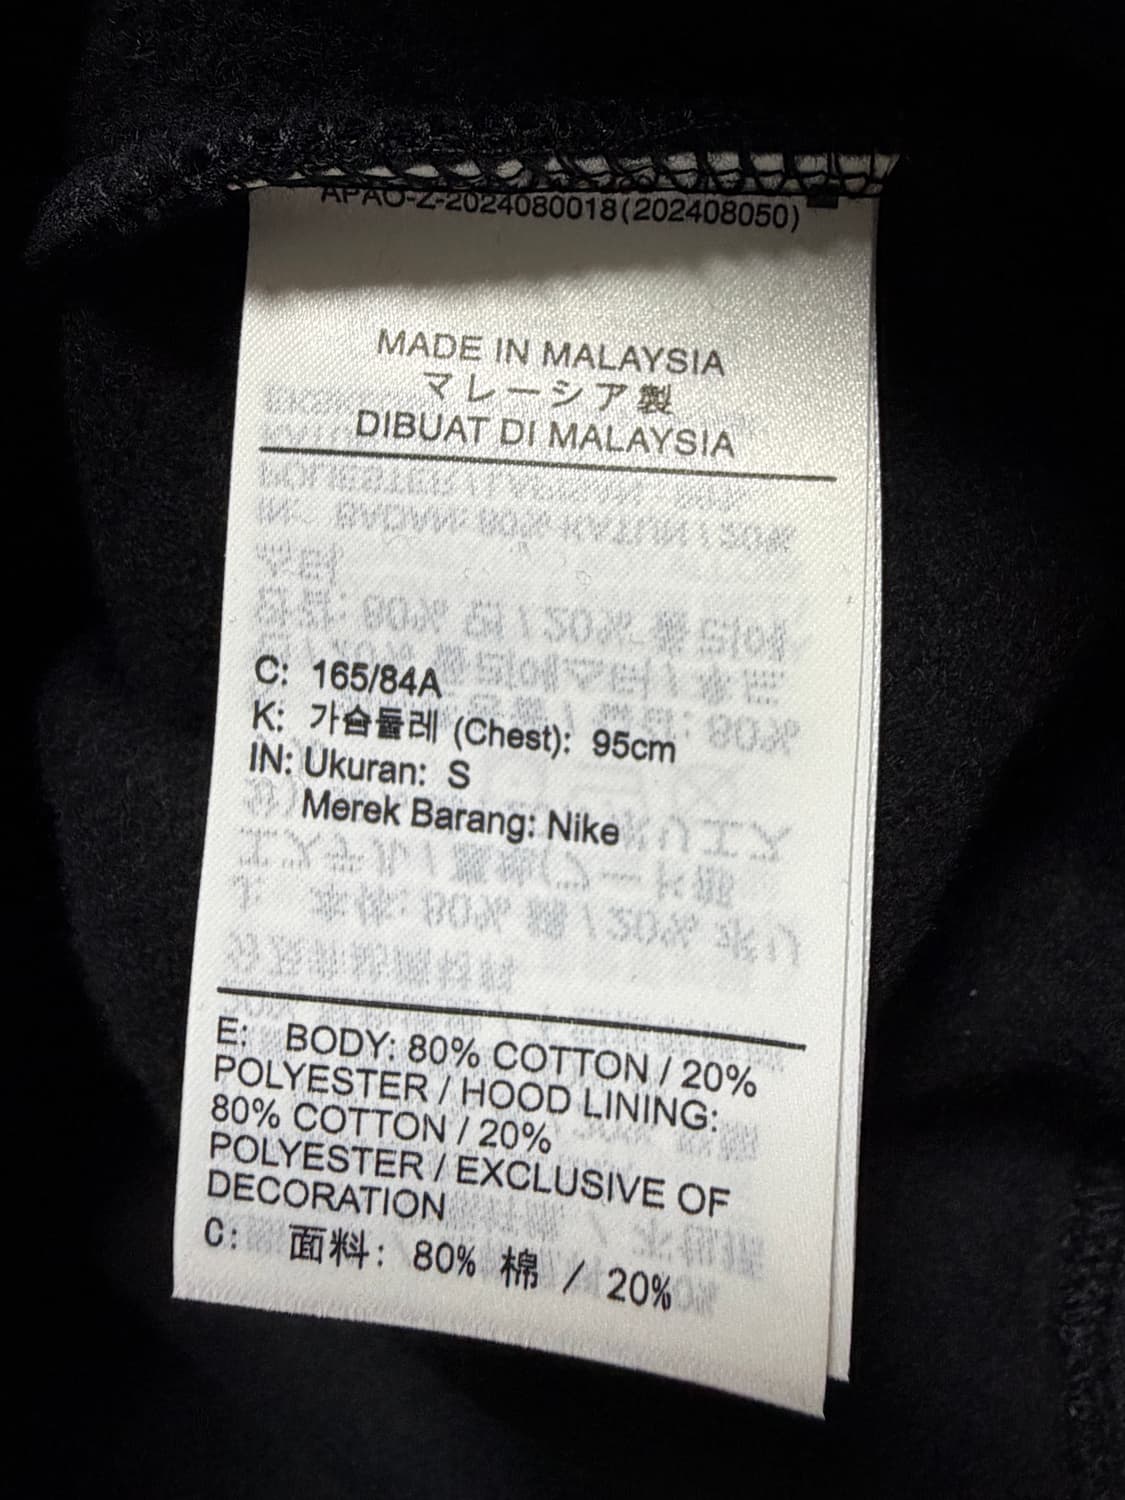 APAO-Z-2024080018(202408050)
MADE IN MALAYSIA
マレーシア製
DIBUAT DI MALAYSIA
C: 165/84A
K: 가슴둘레 (Chest): 95cm
IN: Ukuran: S
Merek Barang: Nike
E: BODY: 80% COTTON / 20%
POLYESTER / HOOD LINING:
80% COTTON / 20%
POLYESTER / EXCLUSIVE OF
DECORATION
C: 面料: 80% 棉 / 20%